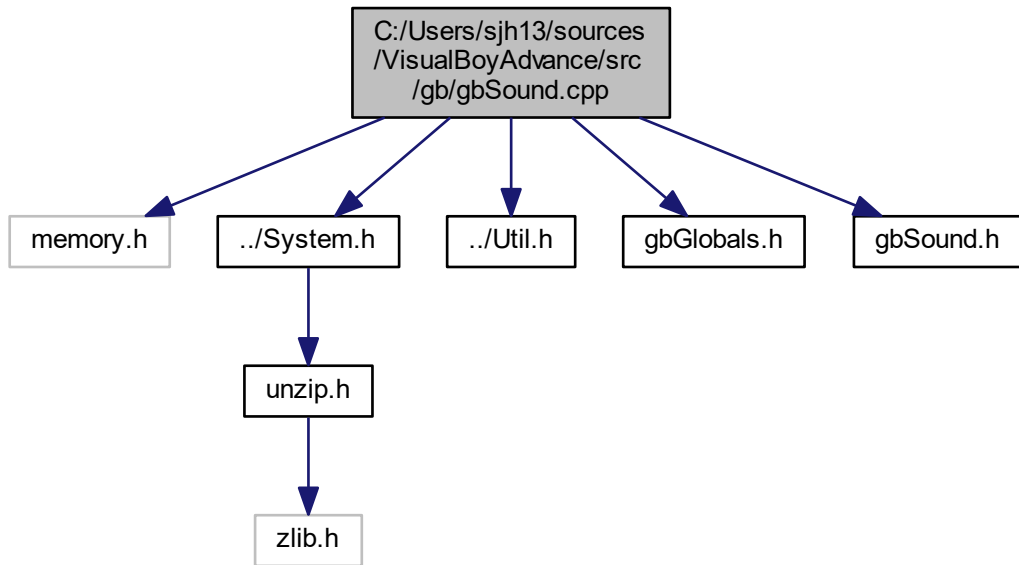 C:/Users/sjh13/sources
/VisualBoyAdvance/src
/gb/gbSound.cpp
memory.h
../System.h
../Util.h
gbGlobals.h
gbSound.h
unzip.h
zlib.h